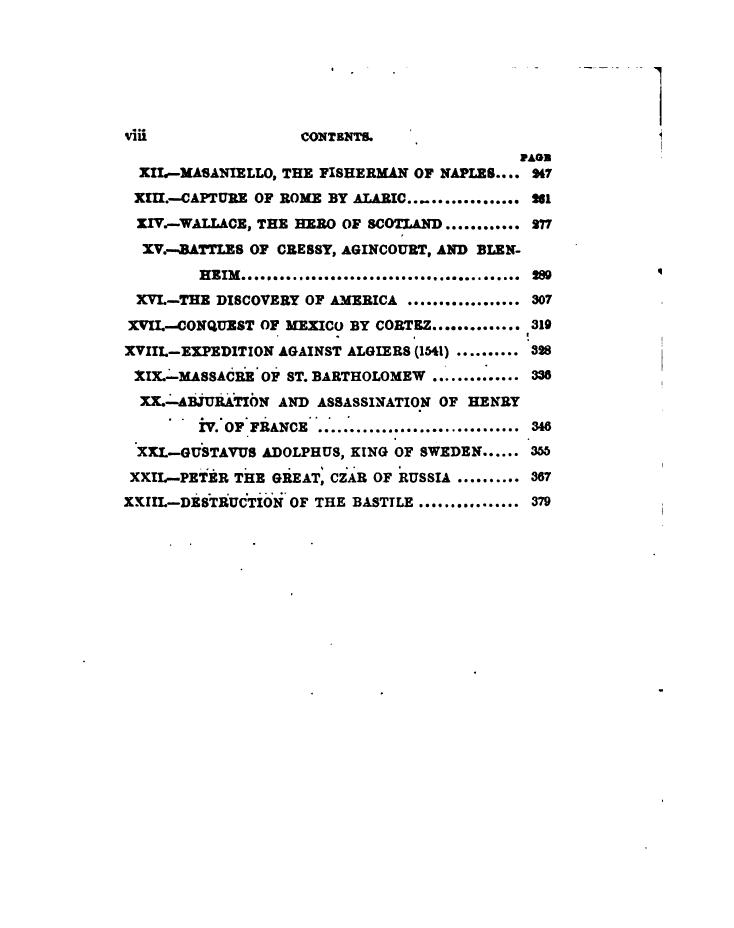 viii CONTENTS.
PAGE
XII.—MASANIELLO, THE FISHERMAN OF NAPLES.... 247
XIII.—CAPTURE OF ROME BY ALARIC.................. 261
XIV.—WALLACE, THE HERO OF SCOTLAND............ 277
XV.—BATTLES OF CRESSY, AGINCOURT, AND BLEN-
HEIM............................................ 289
XVI.—THE DISCOVERY OF AMERICA .................. 307
XVII.—CONQUEST OF MEXICO BY CORTEZ.............. 319
XVIII.—EXPEDITION AGAINST ALGIERS (1541) .......... 328
XIX.—MASSACRE OF ST. BARTHOLOMEW .............. 336
XX.—ABJURATION AND ASSASSINATION OF HENRY
IV. OF FRANCE ................................ 346
XXI.—GUSTAVUS ADOLPHUS, KING OF SWEDEN...... 355
XXII.—PETER THE GREAT, CZAR OF RUSSIA .......... 367
XXIII.—DESTRUCTION OF THE BASTILE ................ 379